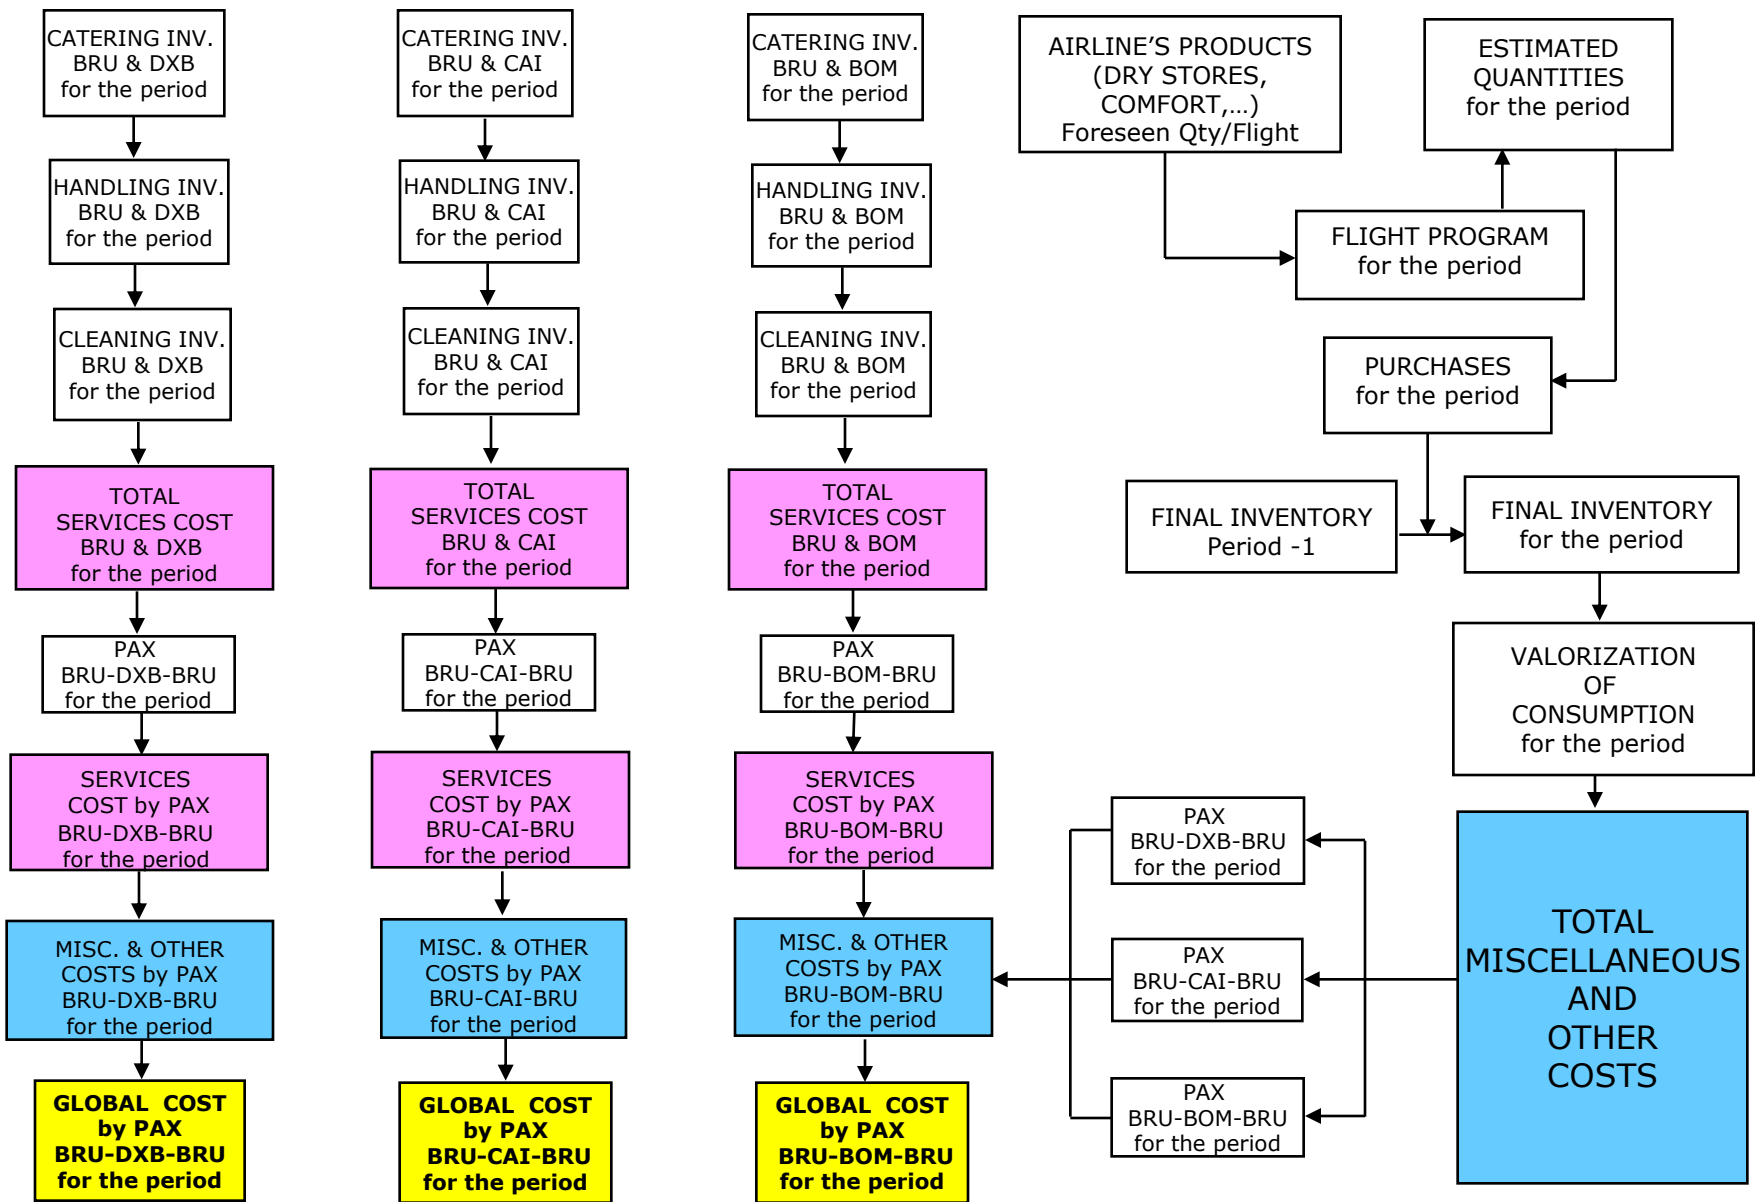 CATERING INV.
BRU & DXB
for the period
HANDLING INV.
BRU & DXB
for the period
CLEANING INV.
BRU & DXB
for the period
TOTAL
SERVICES COST
BRU & DXB
for the period
PAX
BRU-DXB-BRU
for the period
SERVICES
COST by PAX
BRU-DXB-BRU
for the period
MISC. & OTHER
COSTS by PAX
BRU-DXB-BRU
for the period
GLOBAL COST
by PAX
BRU-DXB-BRU
for the period
CATERING INV.
BRU & CAI
for the period
HANDLING INV.
BRU & CAI
for the period
CLEANING INV.
BRU & CAI
for the period
TOTAL
SERVICES COST
BRU & CAI
for the period
PAX
BRU-CAI-BRU
for the period
SERVICES
COST by PAX
BRU-CAI-BRU
for the period
MISC. & OTHER
COSTS by PAX
BRU-CAI-BRU
for the period
GLOBAL COST
by PAX
BRU-CAI-BRU
for the period
CATERING INV.
BRU & BOM
for the period
HANDLING INV.
BRU & BOM
for the period
CLEANING INV.
BRU & BOM
for the period
TOTAL
SERVICES COST
BRU & BOM
for the period
PAX
BRU-BOM-BRU
for the period
SERVICES
COST by PAX
BRU-BOM-BRU
for the period
MISC. & OTHER
COSTS by PAX
BRU-BOM-BRU
for the period
GLOBAL COST
by PAX
BRU-BOM-BRU
for the period
AIRLINE’S PRODUCTS
(DRY STORES,
COMFORT,…)
Foreseen Qty/Flight
ESTIMATED
QUANTITIES
for the period
FLIGHT PROGRAM
for the period
PURCHASES
for the period
FINAL INVENTORY
Period -1
FINAL INVENTORY
for the period
VALORIZATION
OF
CONSUMPTION
for the period
PAX
BRU-DXB-BRU
for the period
PAX
BRU-CAI-BRU
for the period
PAX
BRU-BOM-BRU
for the period
TOTAL
MISCELLANEOUS
AND
OTHER
COSTS